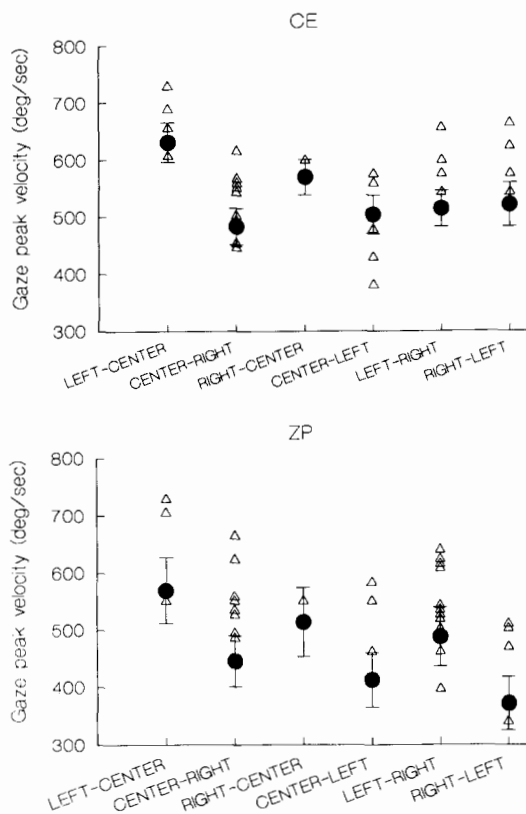 CE
Gaze peak velocity (deg/sec)
800
700
600
500
400
300
LEFT-CENTER
CENTER-RIGHT
RIGHT-CENTER
CENTER-LEFT
LEFT-RIGHT
RIGHT-LEFT
ZP
Gaze peak velocity (deg/sec)
800
700
600
500
400
300
LEFT-CENTER
CENTER-RIGHT
RIGHT-CENTER
CENTER-LEFT
LEFT-RIGHT
RIGHT-LEFT